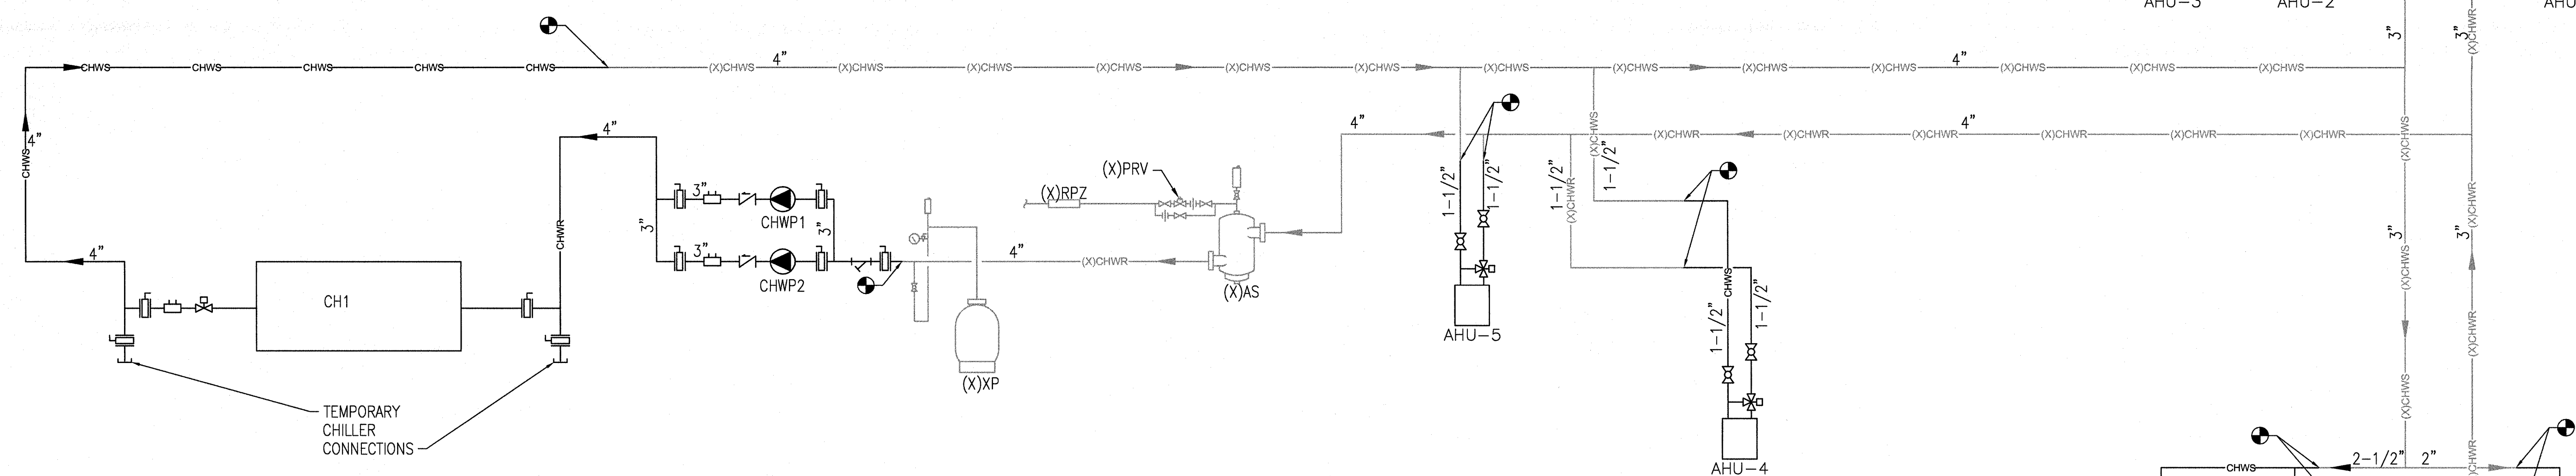 AHU-3
AHU-2
AHU
3"
3"
(X)CHWR
CHWS
CHWS
CHWS
CHWS
CHWS
(X)CHWS
4"
(X)CHWS
(X)CHWS
(X)CHWS
(X)CHWS
(X)CHWS
(X)CHWS
(X)CHWS
(X)CHWS
(X)CHWS
4"
(X)CHWS
(X)CHWS
(X)CHWS
4"
CHWS
4"
4"
(X)CHWR
(X)CHWR
(X)CHWR
4"
(X)CHWR
(X)CHWR
(X)CHWR
(X)CHWS
(X)CHWS
1-1/2"
1-1/2"
(X)CHWR
1-1/2"
1-1/2"
(X)PRV
(X)RPZ
3"
CHWP1
3"
3"
3"
CHWP2
CHWR
4"
CH1
4"
(X)CHWR
(X)AS
(X)XP
AHU-5
CHWS
1-1/2"
1-1/2"
AHU-4
3"
(X)CHWS
(X)CHWS
3"
(X)CHWR
(X)CHWR
(X)CHWR
TEMPORARY
CHILLER
CONNECTIONS
CHWS
2-1/2"
2"